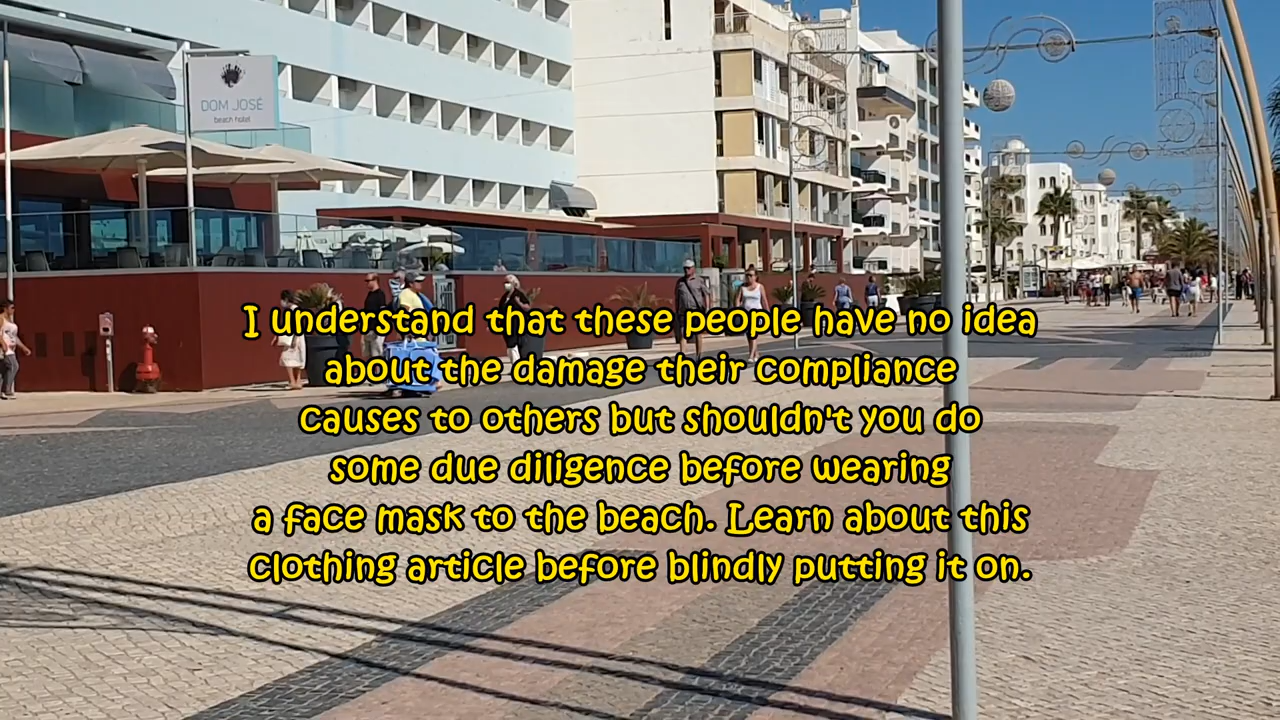 DOM JOSÉ
beach hotel
I understand that these people have no idea
about the damage their compliance
causes to others but shouldn't you do
some due diligence before wearing
a face mask to the beach. Learn about this
clothing article before blindly putting it on.